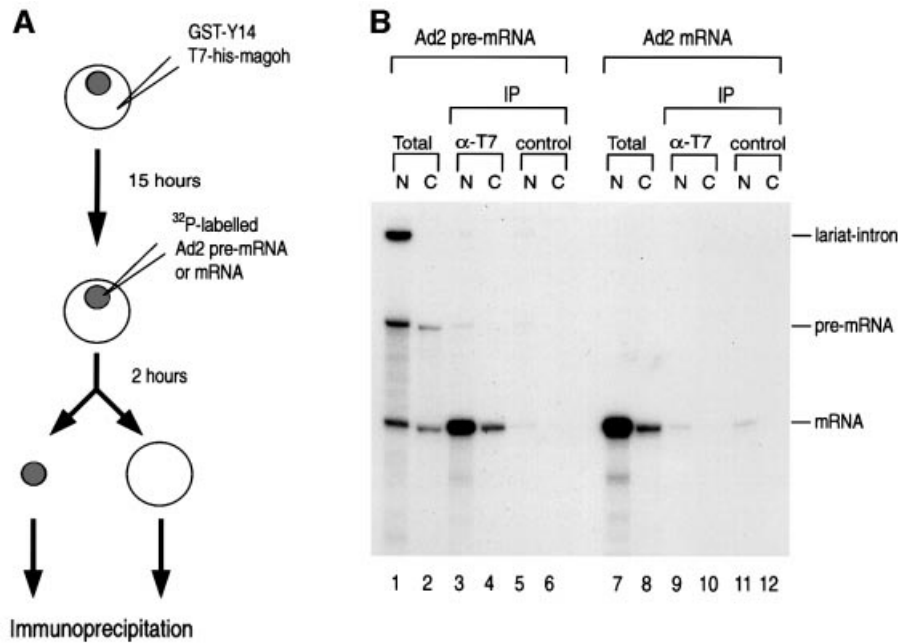 A
GST-Y14
T7-his-magoh
15 hours
³²P-labelled
Ad2 pre-mRNA
or mRNA
2 hours
Immunoprecipitation
B
Ad2 pre-mRNA Ad2 mRNA
IP IP
Total α-T7 control Total α-T7 control
N C N C N C N C N C N C
lariat-intron
pre-mRNA
mRNA
1 2 3 4 5 6 7 8 9 10 11 12